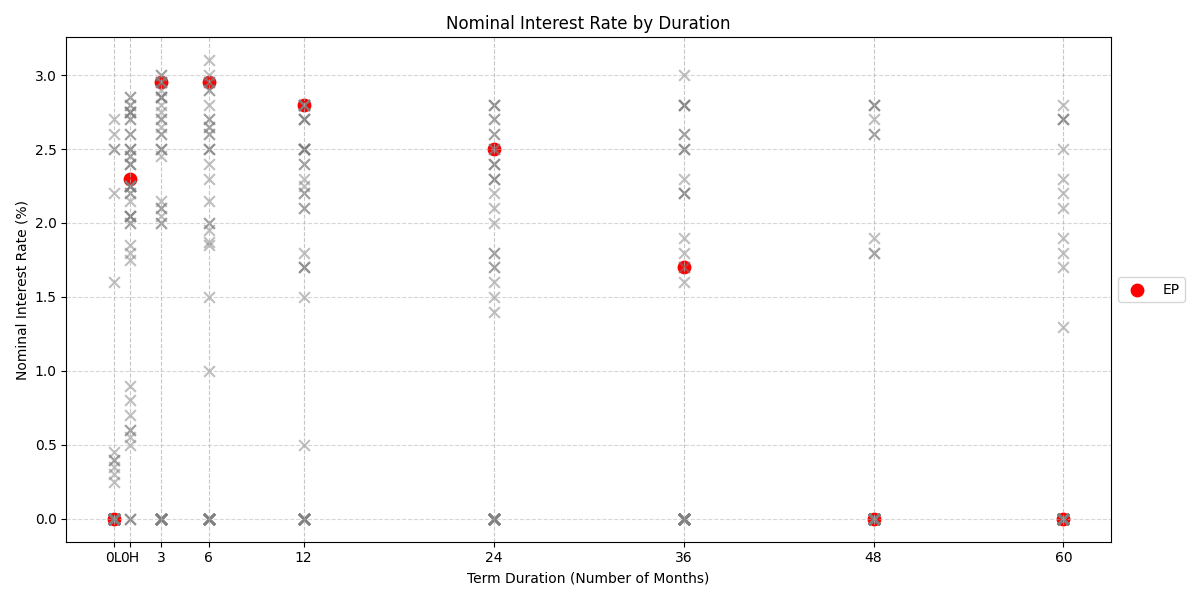 Nominal Interest Rate by Duration
Nominal Interest Rate (%)
3.0
2.5
2.0
1.5
1.0
0.5
0.0
0L 0H 3 6 12 24 36 48 60
Term Duration (Number of Months)
EP